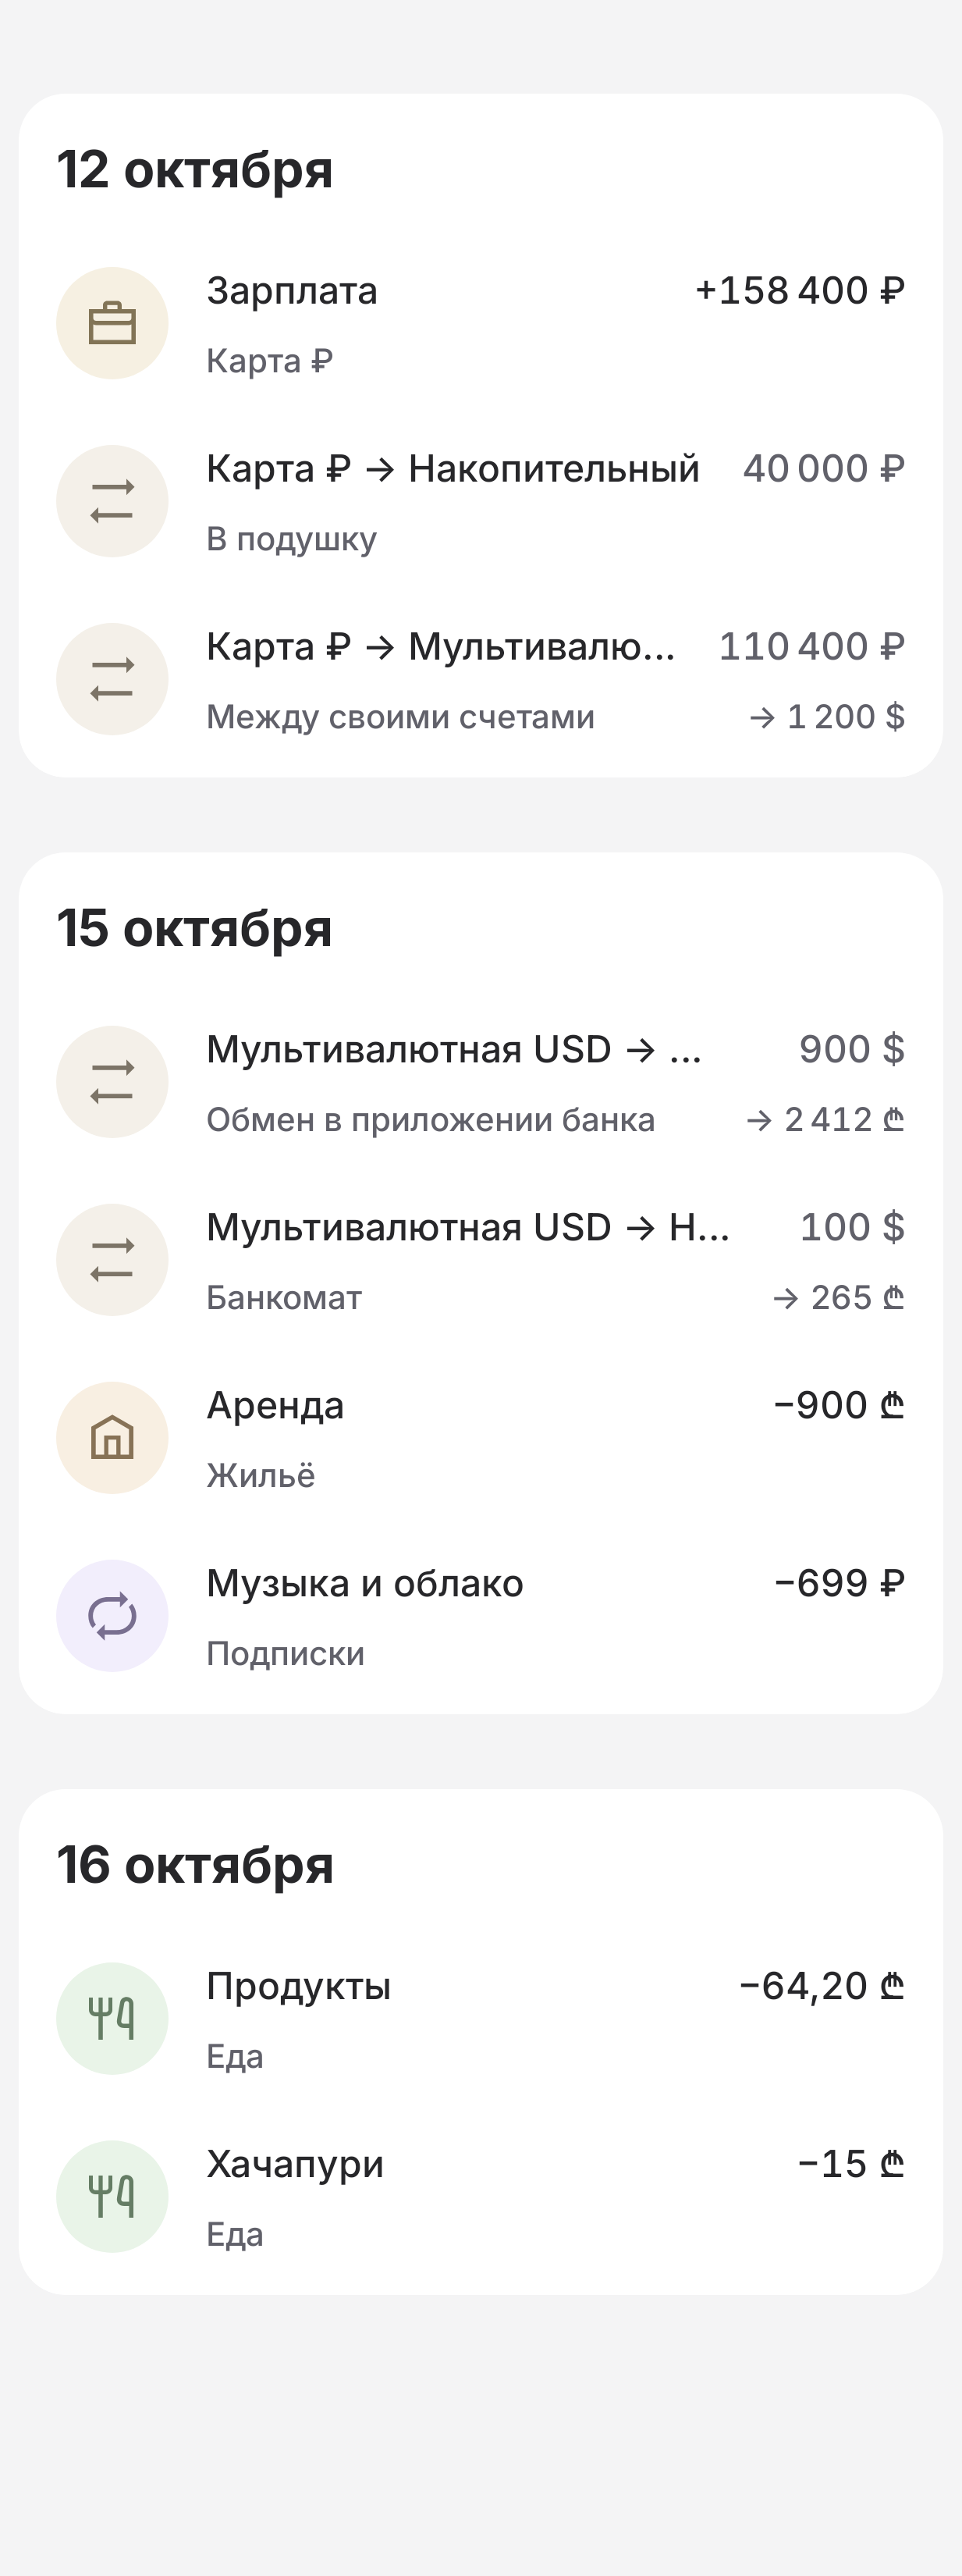 12 октября
Зарплата +158 400 ₽
Карта ₽
Карта ₽ → Накопительный 40 000 ₽
В подушку
Карта ₽ → Мультивалю... 110 400 ₽
Между своими счетами → 1 200 $
15 октября
Мультивалютная USD → ... 900 $
Обмен в приложении банка → 2 412 ₾
Мультивалютная USD → Н... 100 $
Банкомат → 265 ₾
Аренда −900 ₾
Жильё
Музыка и облако −699 ₽
Подписки
16 октября
Продукты −64,20 ₾
Еда
Хачапури −15 ₾
Еда